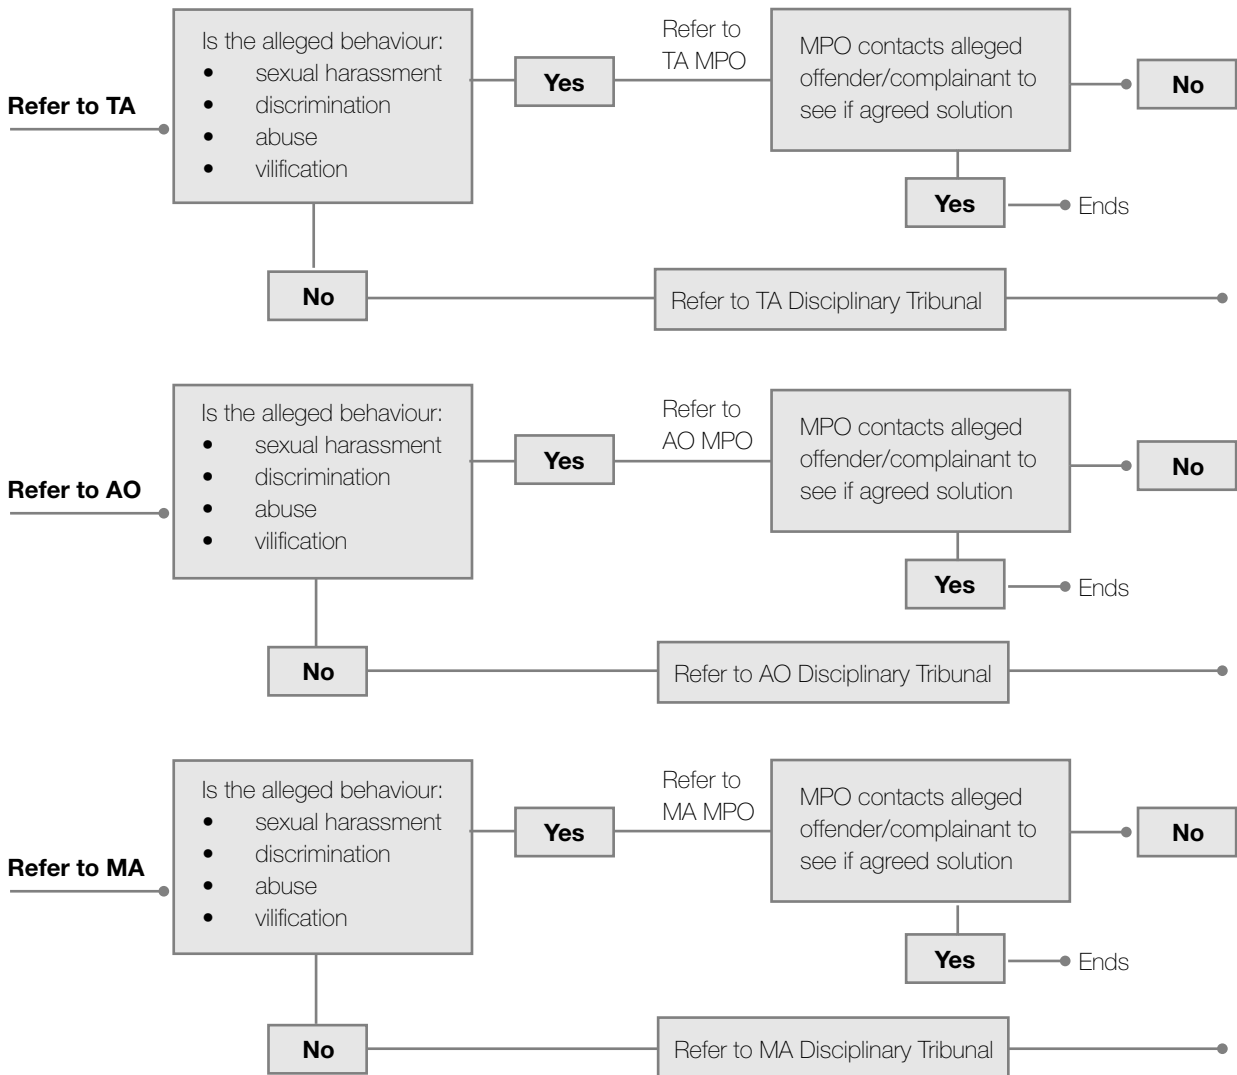 Refer to TA
Is the alleged behaviour:
• sexual harassment
• discrimination
• abuse
• vilification
Yes
Refer to
TA MPO
MPO contacts alleged
offender/complainant to
see if agreed solution
No
Yes
Ends
No
Refer to TA Disciplinary Tribunal
Refer to AO
Is the alleged behaviour:
• sexual harassment
• discrimination
• abuse
• vilification
Yes
Refer to
AO MPO
MPO contacts alleged
offender/complainant to
see if agreed solution
No
Yes
Ends
No
Refer to AO Disciplinary Tribunal
Refer to MA
Is the alleged behaviour:
• sexual harassment
• discrimination
• abuse
• vilification
Yes
Refer to
MA MPO
MPO contacts alleged
offender/complainant to
see if agreed solution
No
Yes
Ends
No
Refer to MA Disciplinary Tribunal